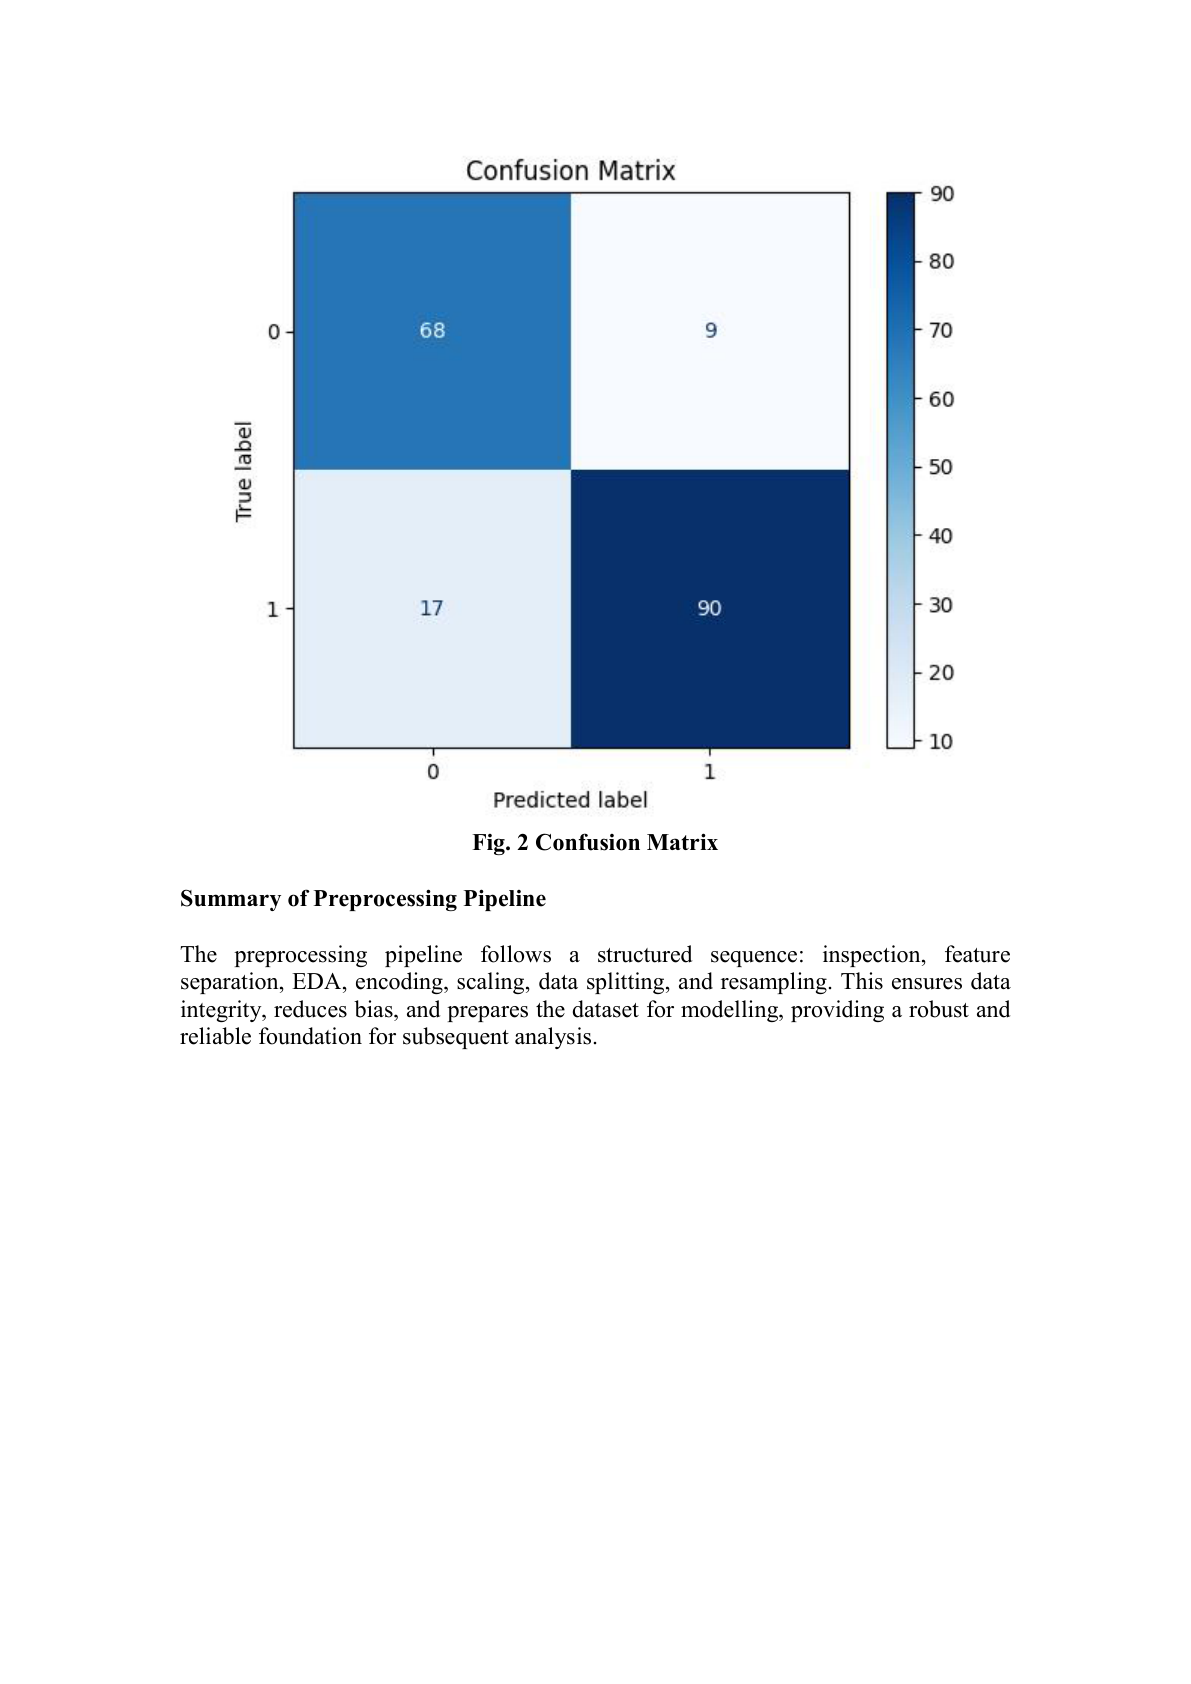 Confusion Matrix
90
80
70
60
50
40
30
20
10
0
68
9
True label
1
17
90
0
1
Predicted label
Fig. 2 Confusion Matrix
Summary of Preprocessing Pipeline
The preprocessing pipeline follows a structured sequence: inspection, feature
separation, EDA, encoding, scaling, data splitting, and resampling. This ensures data
integrity, reduces bias, and prepares the dataset for modelling, providing a robust and
reliable foundation for subsequent analysis.